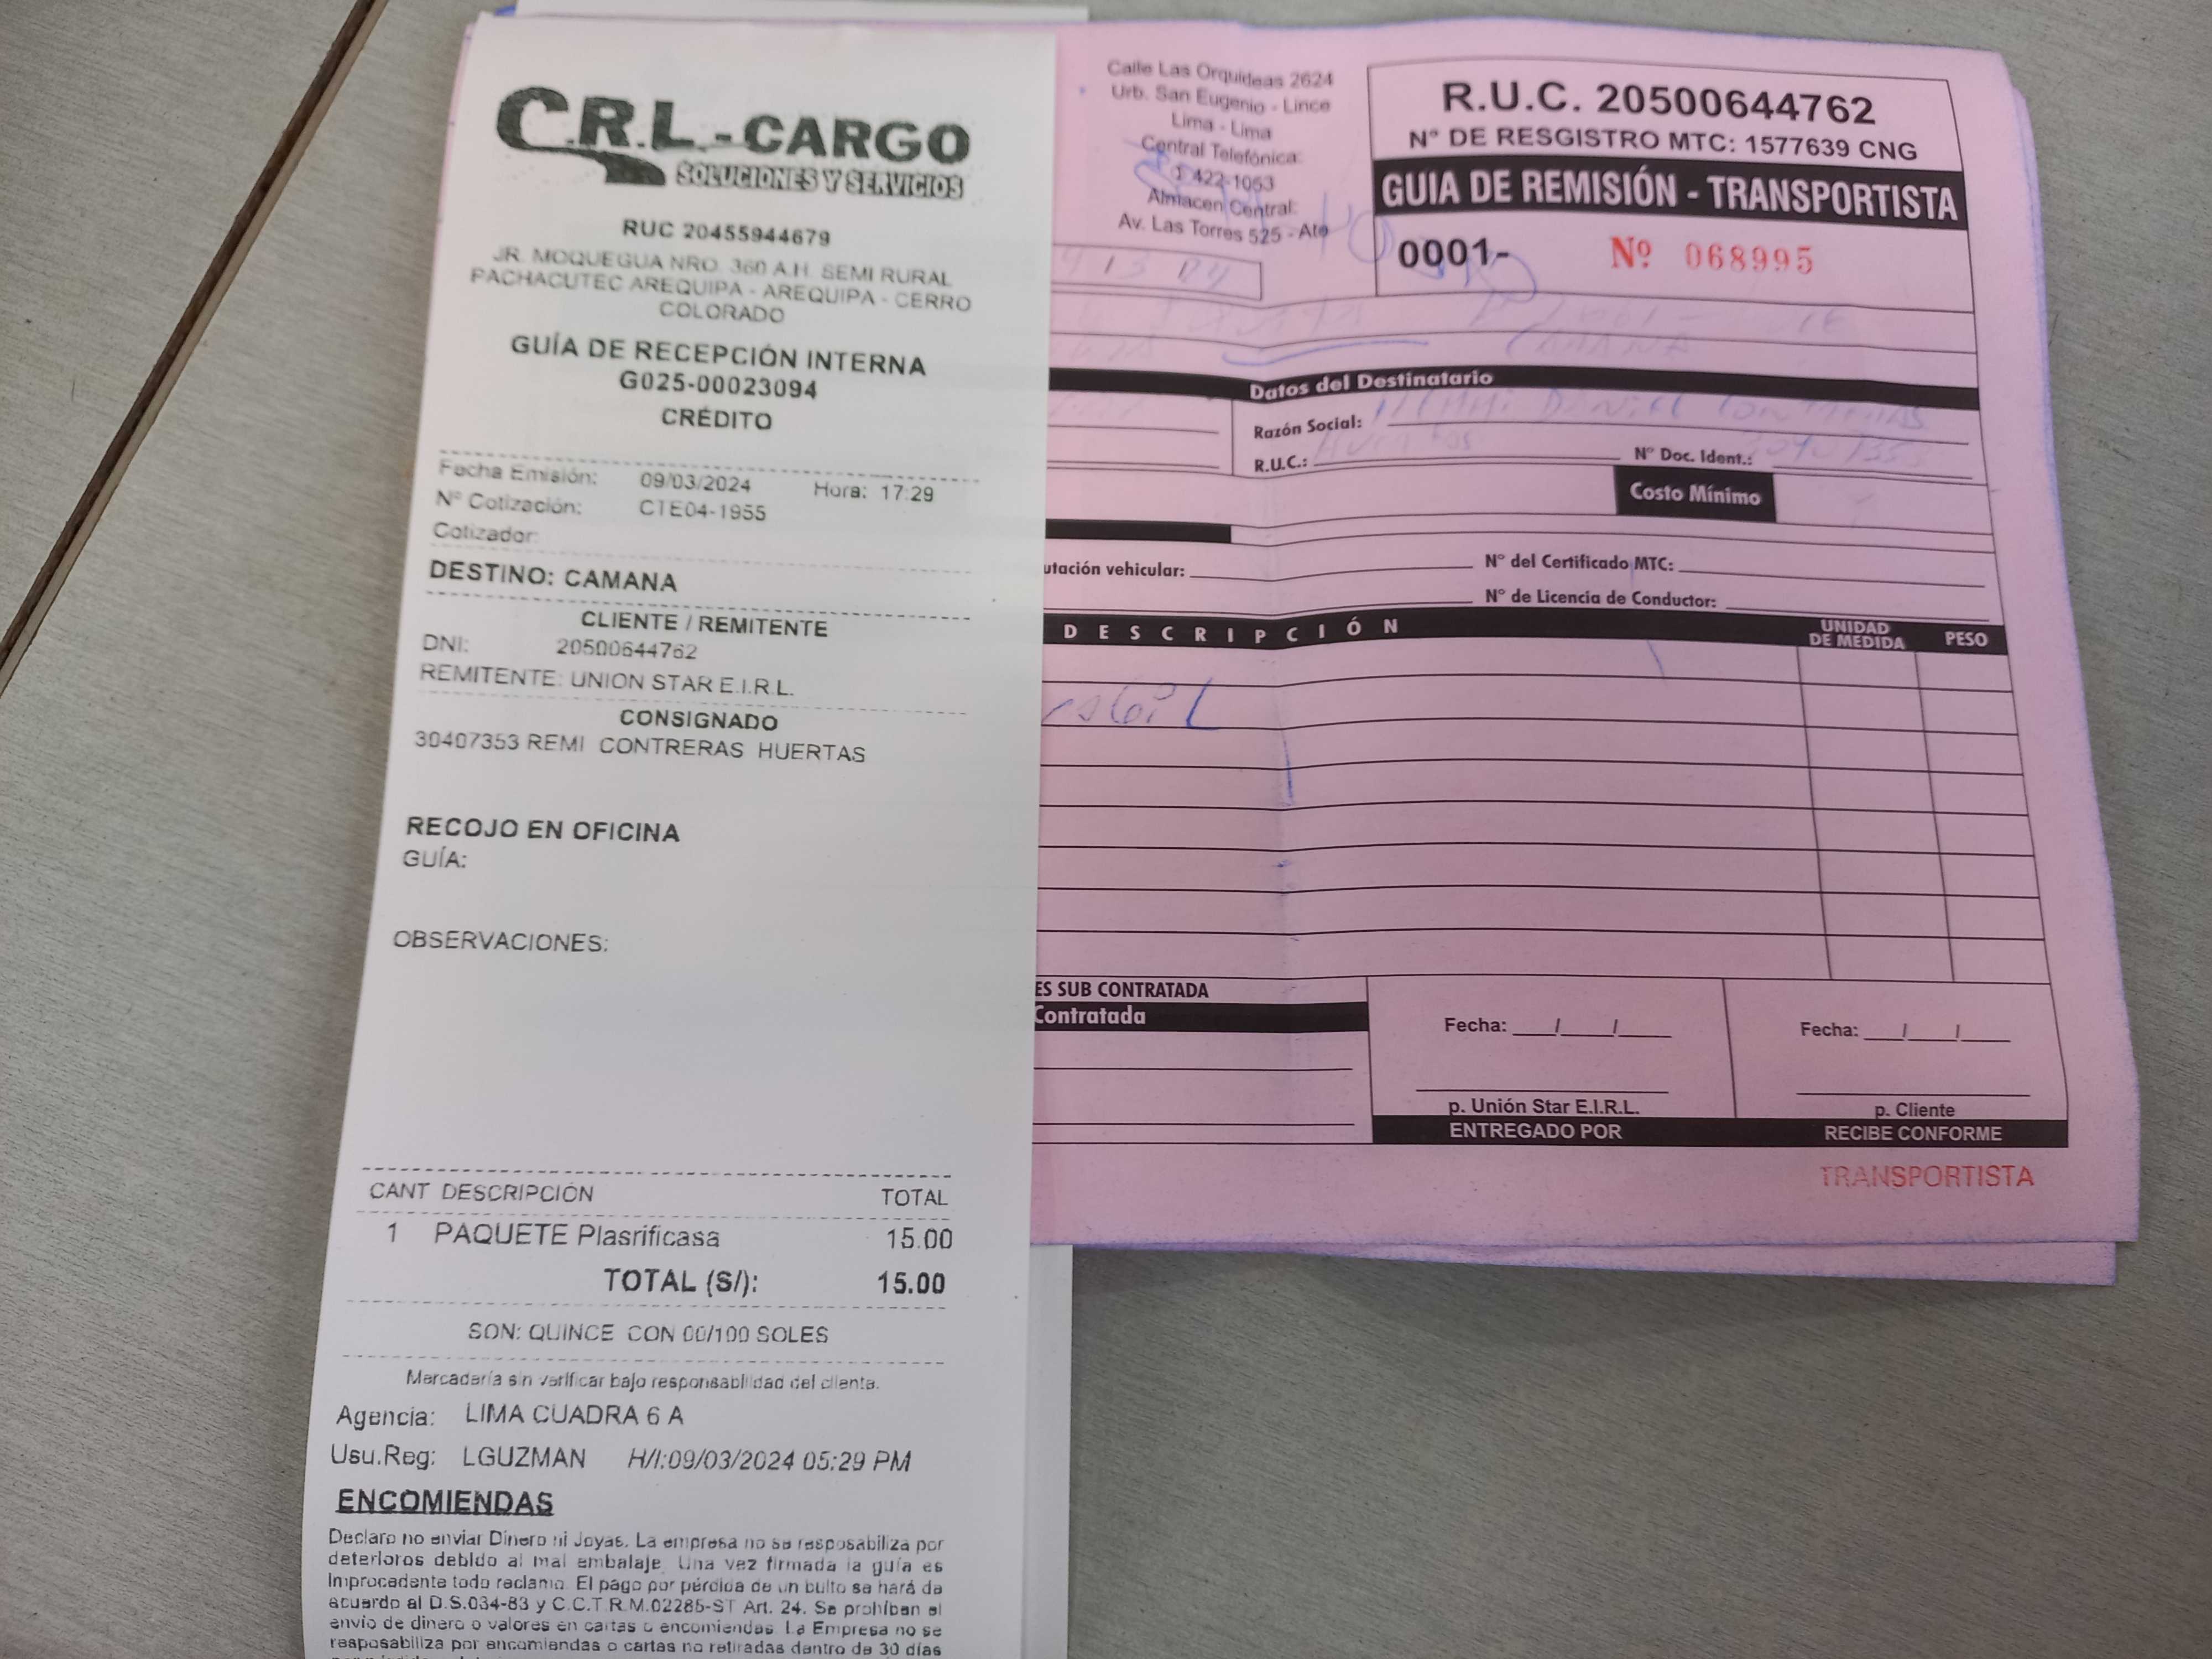 C.R.L.-CARGO
SOLUCIONES Y SERVICIOS
RUC 20455944679
JR. MOQUEGUA NRO. 360 A.H. SEMI RURAL
PACHACUTEC AREQUIPA - AREQUIPA - CERRO
COLORADO
GUÍA DE RECEPCIÓN INTERNA
G025-00023094
CRÉDITO
Fecha Emisión: 09/03/2024 Hora: 17:29
N° Cotización: CTE04-1955
Cotizador:
DESTINO: CAMANA
CLIENTE / REMITENTE
DNI: 20500644762
REMITENTE: UNION STAR E.I.R.L.
CONSIGNADO
30407353 REMI CONTRERAS HUERTAS
RECOJO EN OFICINA
GUÍA:
OBSERVACIONES:
CANT DESCRIPCIÓN TOTAL
1 PAQUETE Plasrificasa 15.00
TOTAL (S/): 15.00
SON: QUINCE CON 00/100 SOLES
Mercadería sin verificar bajo responsabilidad del cliente.
Agencia: LIMA CUADRA 6 A
Usu.Reg: LGUZMAN H/I:09/03/2024 05:29 PM
ENCOMIENDAS
Declaro no enviar Dinero ni Joyas. La empresa no se resposabiliza por
deterioros debido al mal embalaje. Una vez firmada la guía es
Improcedente todo reclamo. El pago por pérdida de un bulto se hará de
acuerdo al D.S.034-83 y C.C.T.R.M.02285-ST Art. 24. Se prohíban el
envío de dinero o valores en cartas o encomiendas. La Empresa no se
resposabiliza por encomiendas o cartas no retiradas dentro de 30 días
Calle Las Orquídeas 2624
Urb. San Eugenio - Lince
Lima - Lima
Central Telefónica:
422-1053
Almacen Central:
Av. Las Torres 525 - Ate
R.U.C. 20500644762
N° DE RESGISTRO MTC: 1577639 CNG
GUIA DE REMISIÓN - TRANSPORTISTA
0001- Nº 068995
CAMANA
Datos del Destinatario
Razón Social:
R.U.C.: N° Doc. Ident.:
Costo Mínimo
utación vehicular: N° del Certificado MTC:
N° de Licencia de Conductor:
DESCRIPCIÓN UNIDAD DE MEDIDA PESO
ES SUB CONTRATADA
Contratada
Fecha: / / Fecha: / /
p. Unión Star E.I.R.L. p. Cliente
ENTREGADO POR RECIBE CONFORME
TRANSPORTISTA